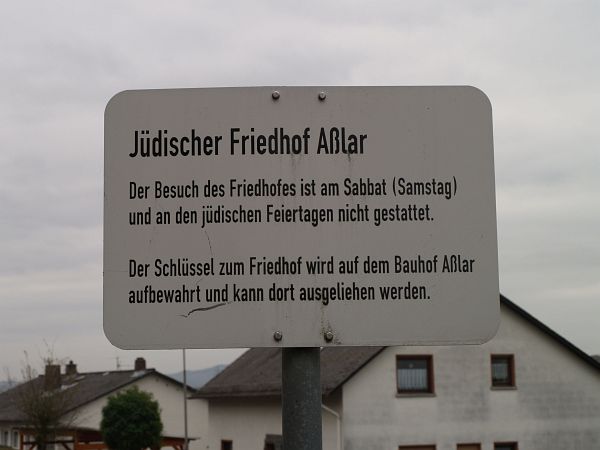 Jüdischer Friedhof Aßlar
Der Besuch des Friedhofes ist am Sabbat (Samstag)
und an den jüdischen Feiertagen nicht gestattet.
Der Schlüssel zum Friedhof wird auf dem Bauhof Aßlar
aufbewahrt und kann dort ausgeliehen werden.